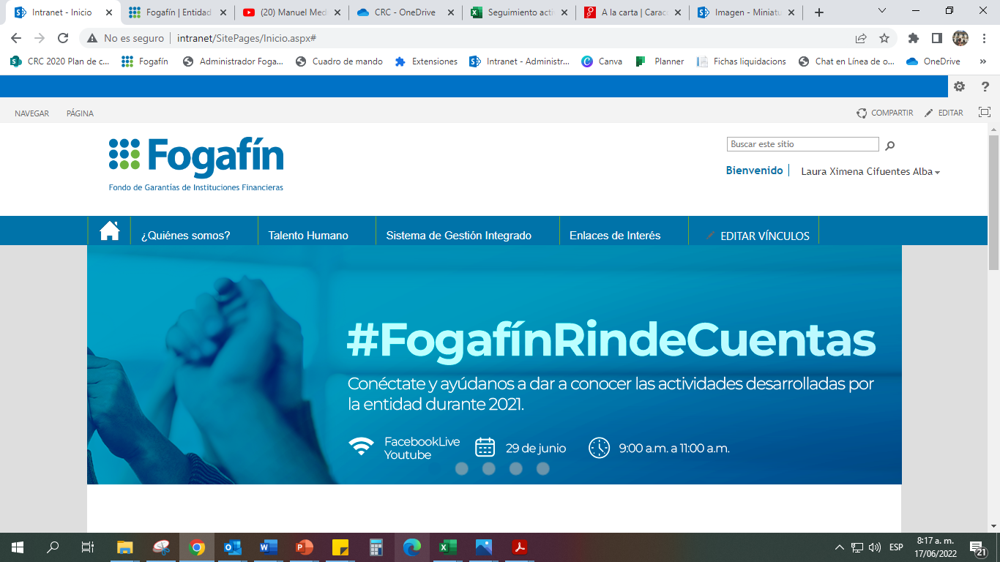 Intranet - Inicio
Fogafín | Entidad
(20) Manuel Med
CRC - OneDrive
Seguimiento acti
A la carta | Carac
Imagen - Miniatu
No es seguro
intranet/SitePages/Inicio.aspx#
CRC 2020 Plan de c...
Fogafín
Administrador Foga...
Cuadro de mando
Extensiones
Intranet - Administr...
Canva
Planner
Fichas liquidacions
Chat en Línea de o...
OneDrive
»
?
NAVEGAR
PÁGINA
COMPARTIR
EDITAR
Fogafín
Fondo de Garantías de Instituciones Financieras
Buscar este sitio
Bienvenido
Laura Ximena Cifuentes Alba
¿Quiénes somos?
Talento Humano
Sistema de Gestión Integrado
Enlaces de Interés
EDITAR VÍNCULOS
#FogafínRindeCuentas
Conéctate y ayúdanos a dar a conocer las actividades desarrolladas por
la entidad durante 2021.
FacebookLive
Youtube
29 de junio
9:00 a.m. a 11:00 a.m.
ESP
8:17 a. m.
17/06/2022
21